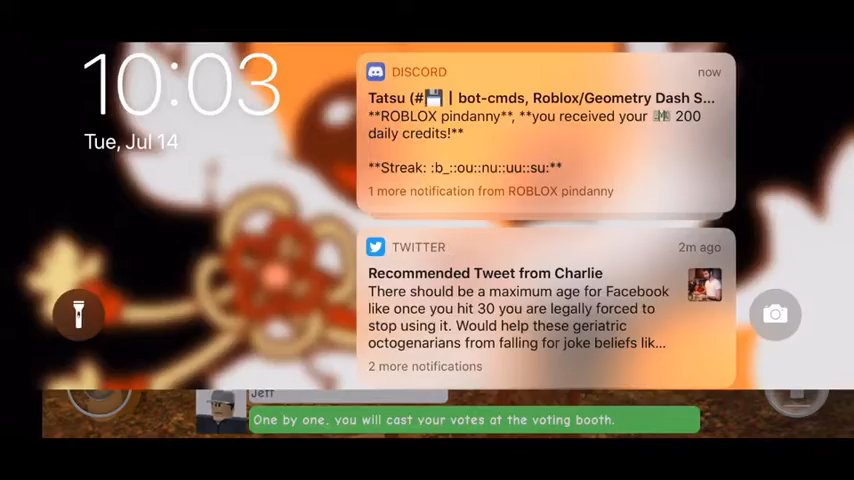 10:03
Tue, Jul 14
DISCORD now
Tatsu (#💾 | bot-cmds, Roblox/Geometry Dash S...
**ROBLOX pindanny**, **you received your 💵 200
daily credits!**
**Streak: :b_::ou::nu::uu::su:**
1 more notification from ROBLOX pindanny
TWITTER 2m ago
Recommended Tweet from Charlie
There should be a maximum age for Facebook
like once you hit 30 you are legally forced to
stop using it. Would help these geriatric
octogenarians from falling for joke beliefs lik...
2 more notifications
Jeff
One by one, you will cast your votes at the voting booth.